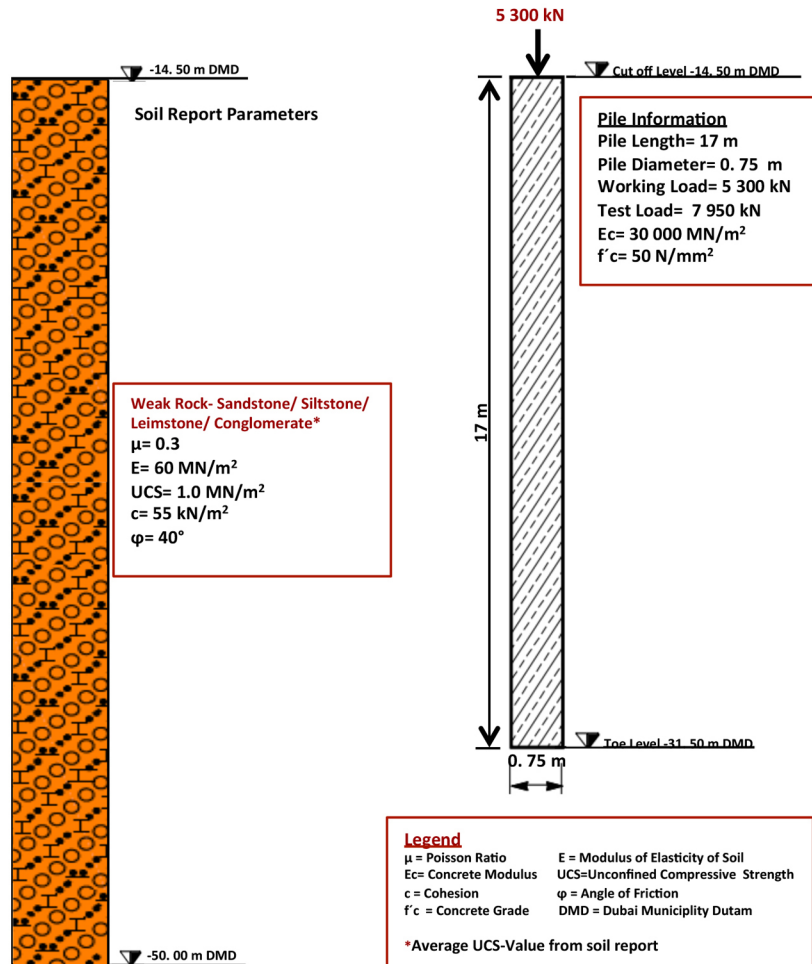 5 300 kN
-14. 50 m DMD
Cut off Level -14. 50 m DMD
Soil Report Parameters
Pile Information
Pile Length= 17 m
Pile Diameter= 0. 75  m
Working Load= 5 300 kN
Test Load=  7 950 kN
Ec= 30 000 MN/m²
f´c= 50 N/mm²
Weak Rock- Sandstone/ Siltstone/
Leimstone/ Conglomerate*
μ= 0.3
E= 60 MN/m²
UCS= 1.0 MN/m²
c= 55 kN/m²
φ= 40°
17 m
Toe Level -31. 50 m DMD
0. 75 m
Legend
μ = Poisson Ratio
E = Modulus of Elasticity of Soil
Ec= Concrete Modulus
UCS=Unconfined Compressive Strength
c = Cohesion
φ = Angle of Friction
f´c = Concrete Grade
DMD = Dubai Municiplity Dutam
*Average UCS-Value from soil report
-50. 00 m DMD